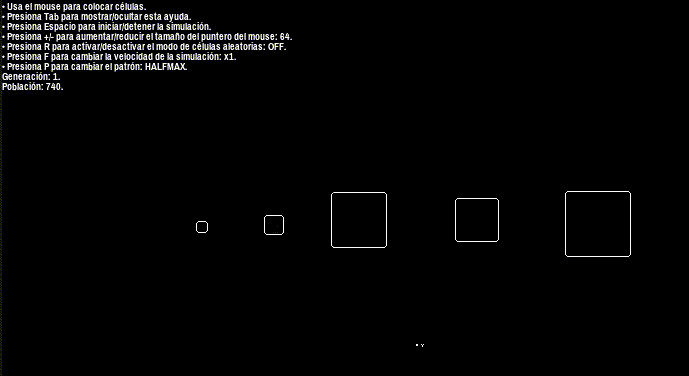 • Usa el mouse para colocar células.
• Presiona Tab para mostrar/ocultar esta ayuda.
• Presiona Espacio para iniciar/detener la simulación.
• Presiona +/- para aumentar/reducir el tamaño del puntero del mouse: 64.
• Presiona R para activar/desactivar el modo de células aleatorias: OFF.
• Presiona F para cambiar la velocidad de la simulación: x1.
• Presiona P para cambiar el patrón: HALFMAX.
Generación: 1.
Población: 740.